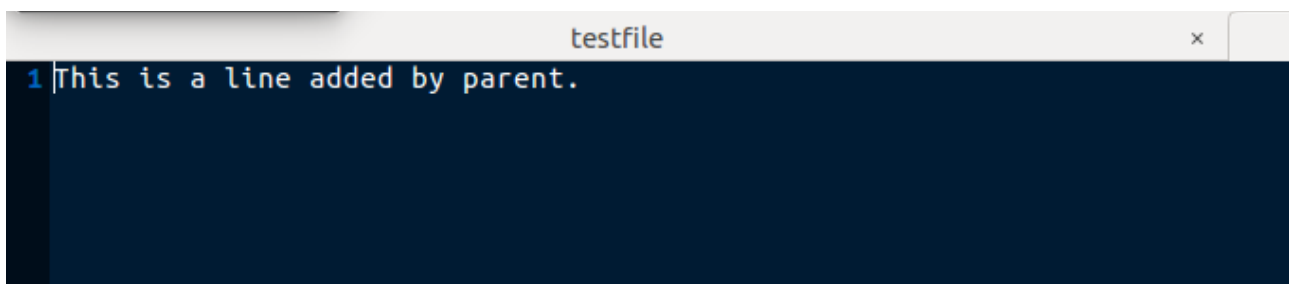 testfile ×
1 This is a line added by parent.